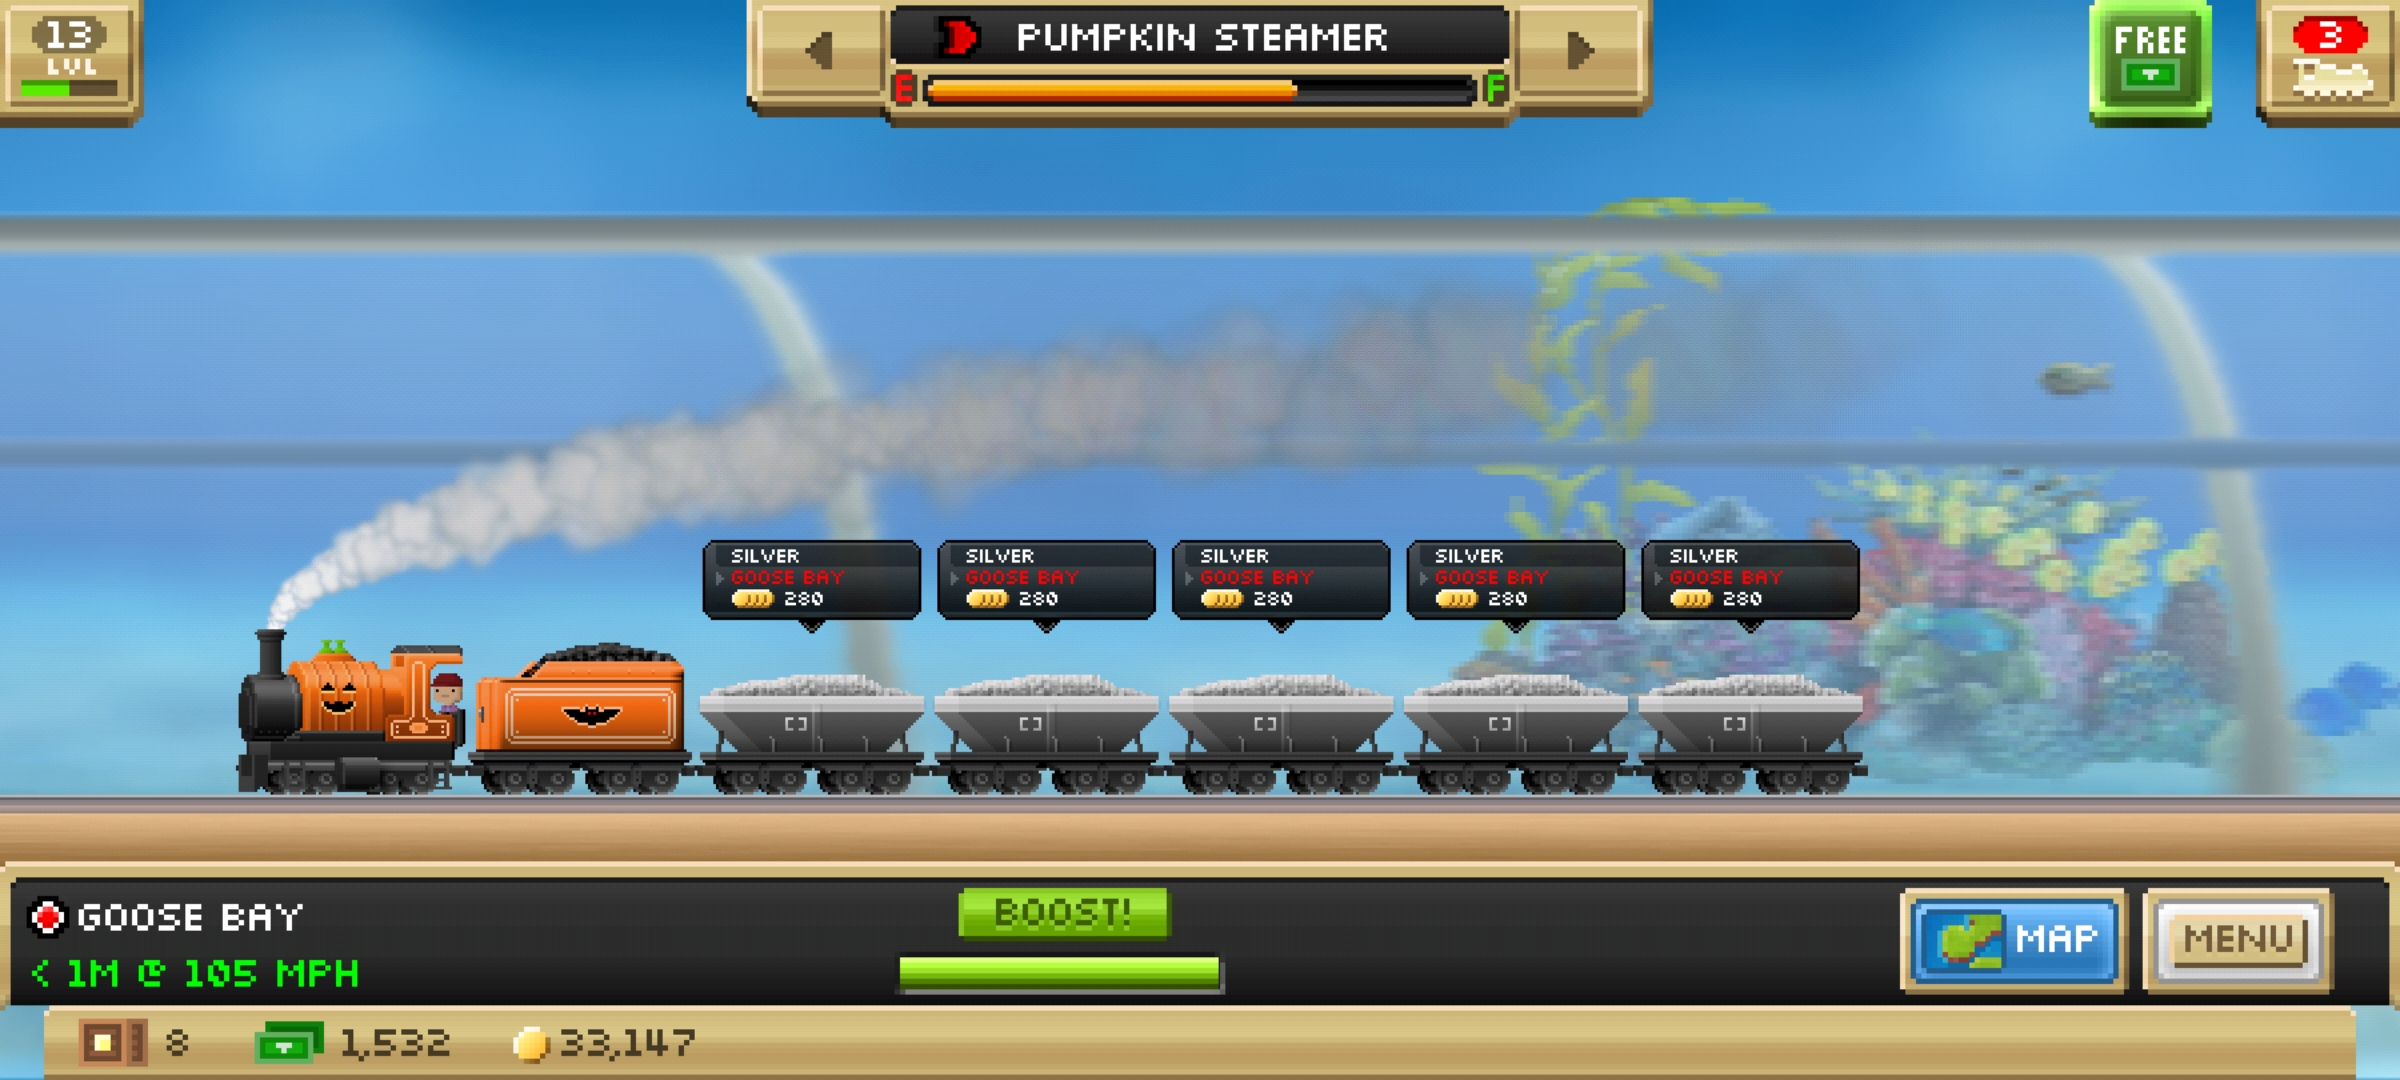 13
LVL
PUMPKIN STEAMER
E F
FREE
3
SILVER
GOOSE BAY
280
SILVER
GOOSE BAY
280
SILVER
GOOSE BAY
280
SILVER
GOOSE BAY
280
SILVER
GOOSE BAY
280
GOOSE BAY
< 1M @ 105 MPH
BOOST!
MAP
MENU
8
1,532
33,147